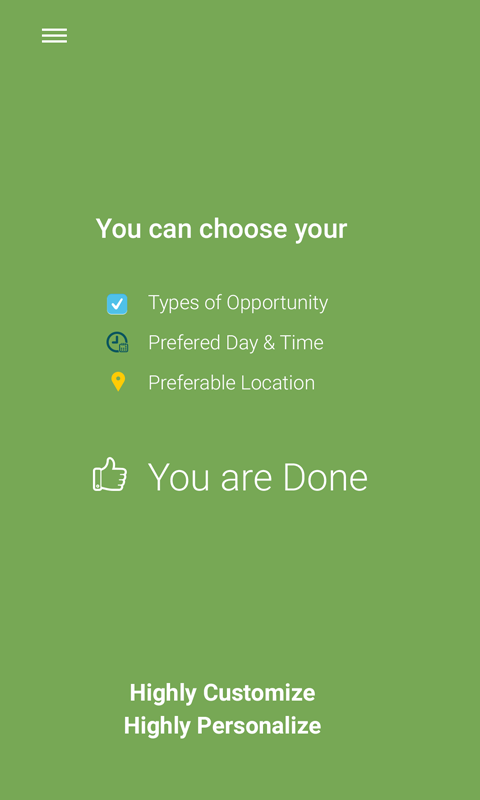 You can choose your
Types of Opportunity
Prefered Day & Time
Preferable Location
You are Done
Highly Customize
Highly Personalize